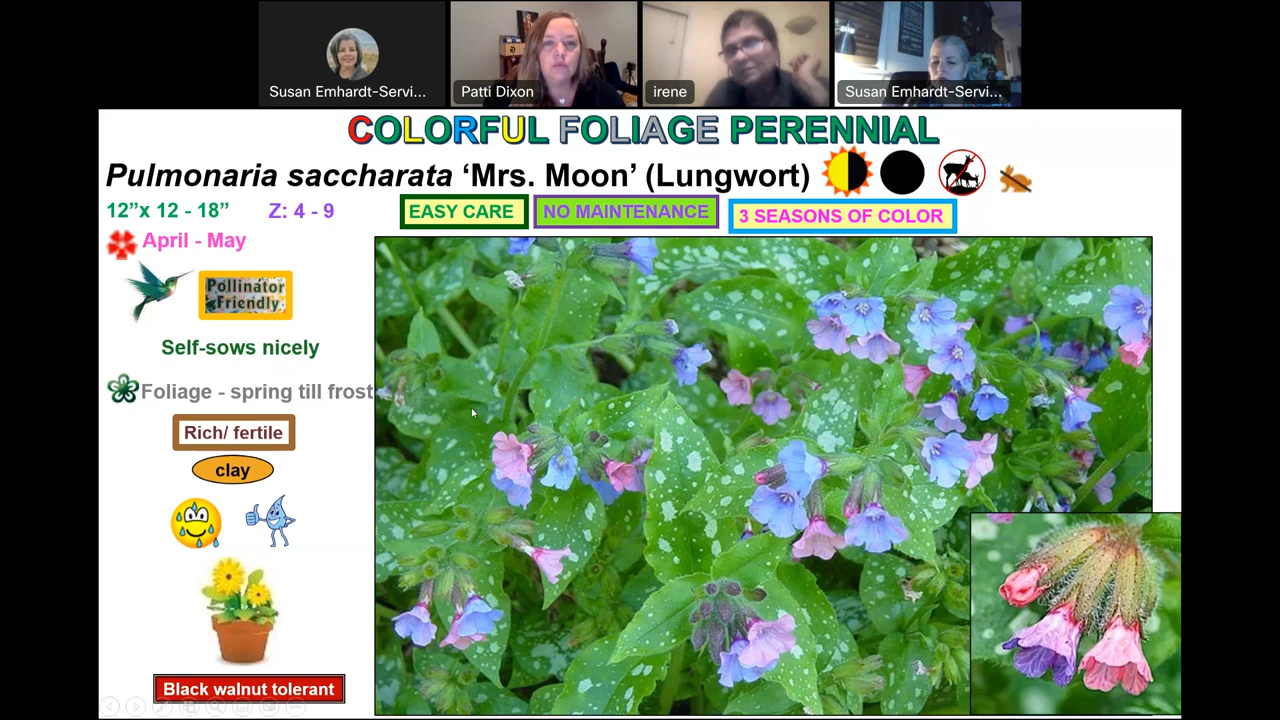 Susan Emhardt-Servi...
Patti Dixon
irene
Susan Emhardt-Servi...
COLORFUL FOLIAGE PERENNIAL
Pulmonaria saccharata ‘Mrs. Moon’ (Lungwort)
12”x 12 - 18”
Z: 4 - 9
EASY CARE
NO MAINTENANCE
3 SEASONS OF COLOR
April - May
Pollinator
Friendly
Self-sows nicely
Foliage - spring till frost
Rich/ fertile
clay
Black walnut tolerant